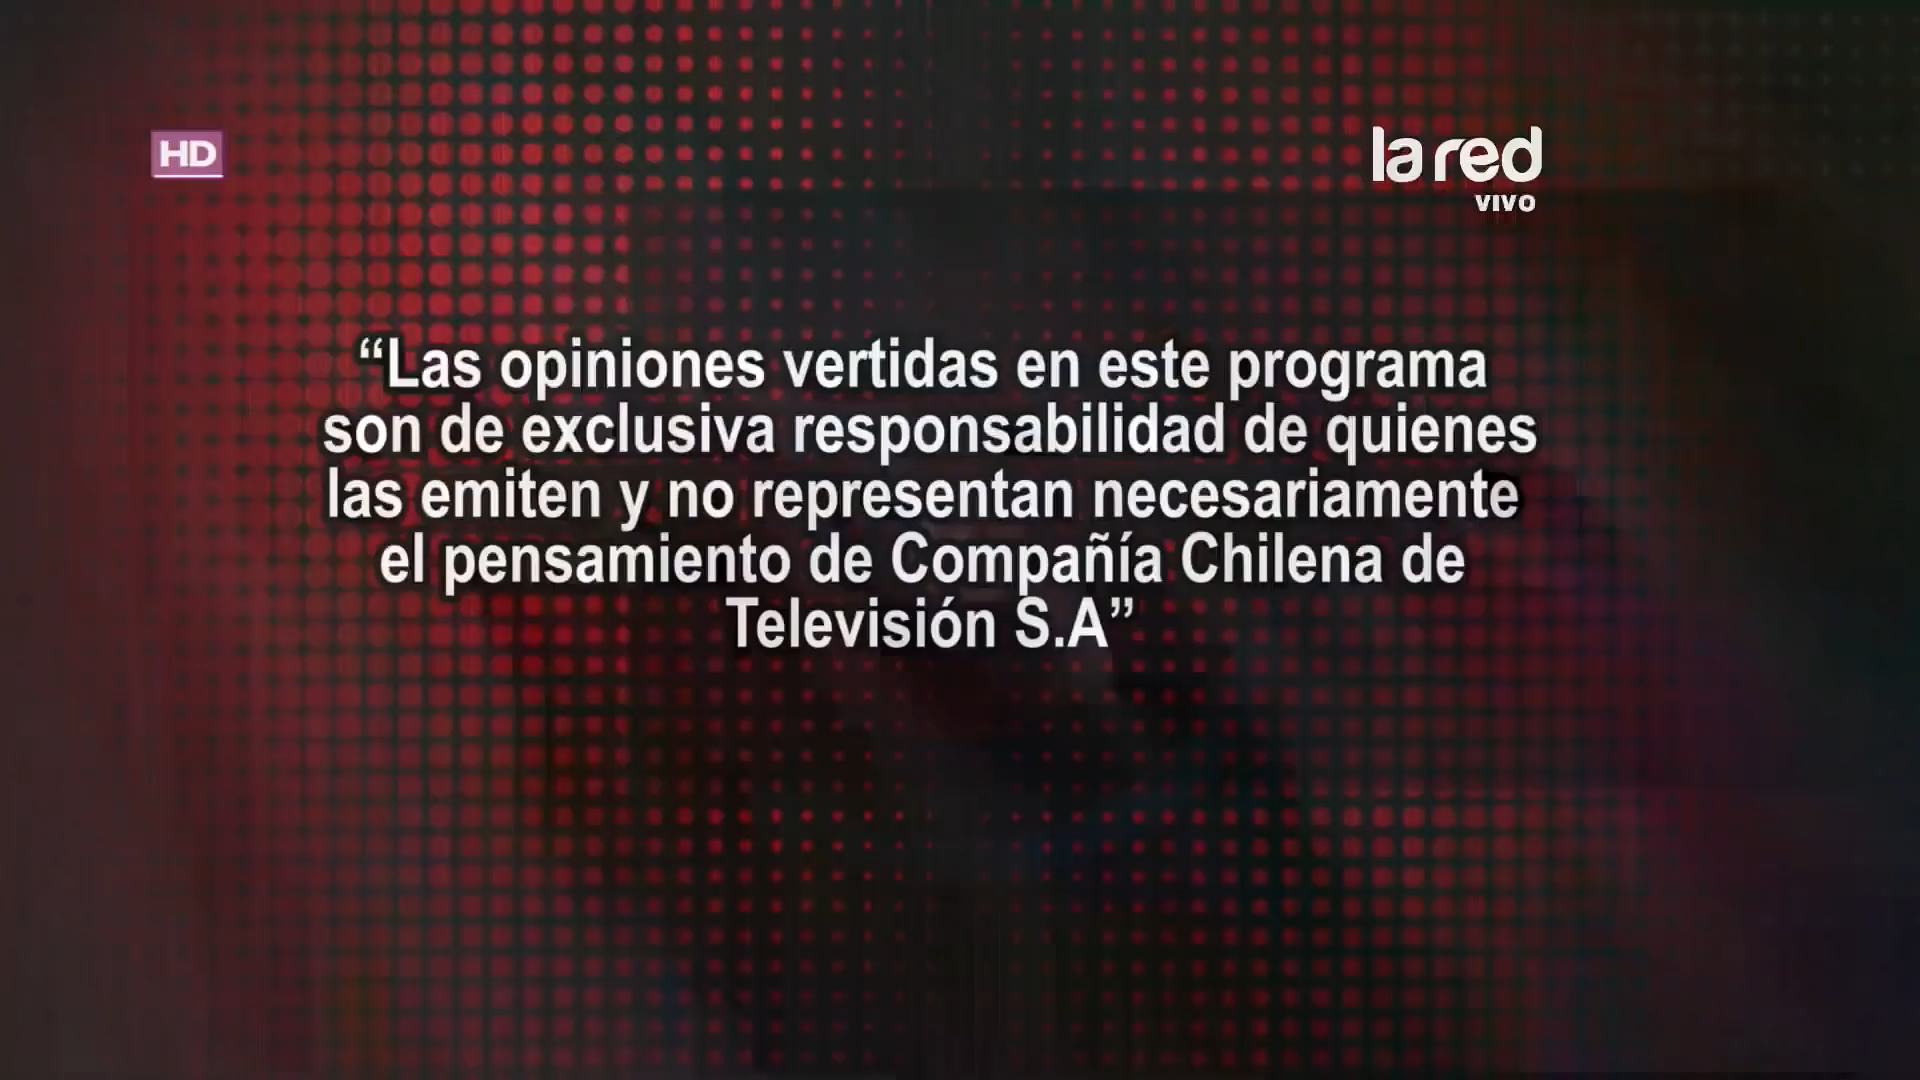 HD
la red
VIVO
“Las opiniones vertidas en este programa
son de exclusiva responsabilidad de quienes
las emiten y no representan necesariamente
el pensamiento de Compañía Chilena de
Televisión S.A”